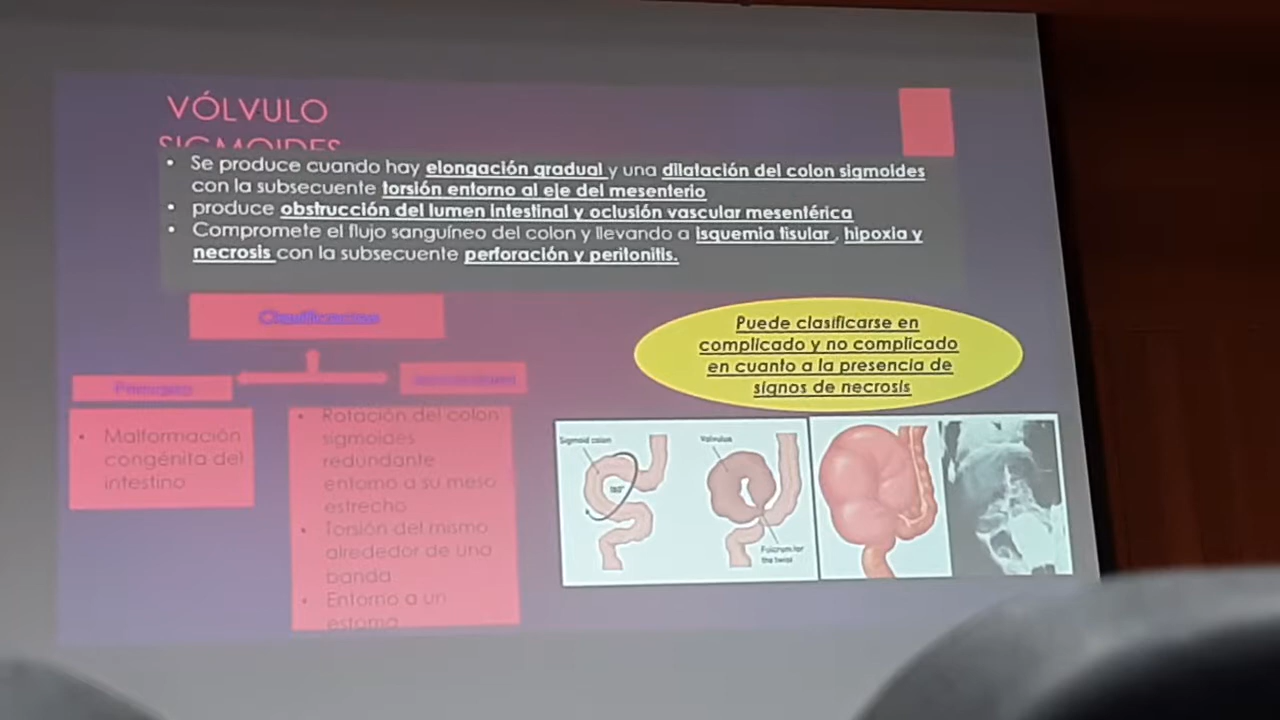 VÓLVULO
SIGMOIDES
• Se produce cuando hay elongación gradual y una dilatación del colon sigmoides
con la subsecuente torsión entorno al eje del mesenterio
• produce obstrucción del lumen intestinal y oclusión vascular mesentérica
• Compromete el flujo sanguíneo del colon y llevando a isquemia tisular , hipoxia y
necrosis con la subsecuente perforación y peritonitis.
Puede clasificarse en
complicado y no complicado
en cuanto a la presencia de
signos de necrosis
• Malformación
congénita del
intestino
• Rotación del colon
sigmoides
redundante
entorno a su meso
estrecho
• Torsión del mismo
alrededor de una
banda
• Entorno a un
estoma
Sigmoid colon
180°
Volvulus
Fulcrum for
the twist